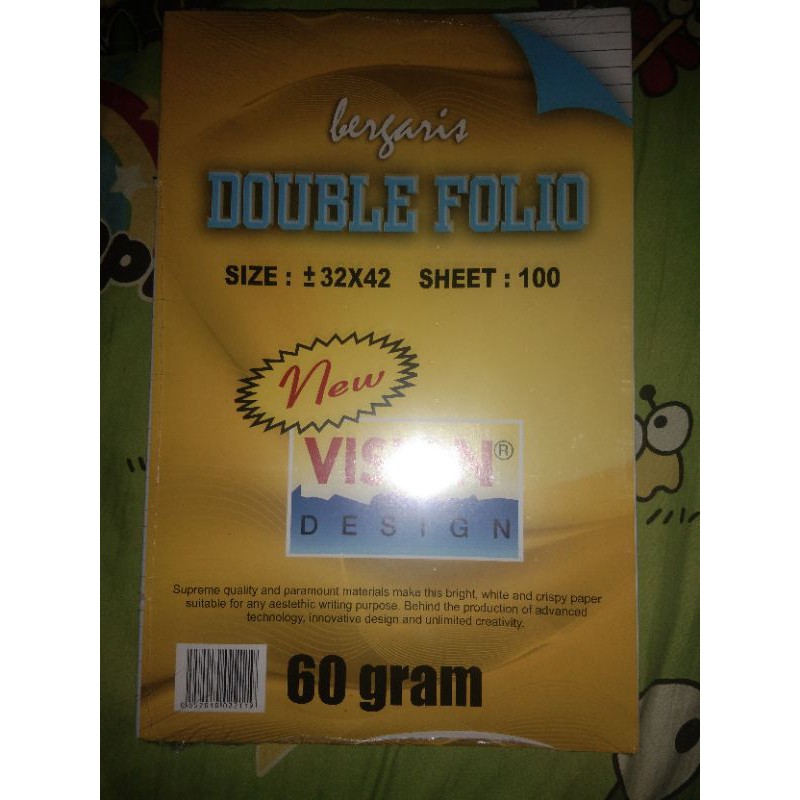 bergaris
DOUBLE FOLIO
SIZE : ± 32X42 SHEET : 100
New
VISION®
DESIGN
Supreme quality and paramount materials make this bright, white and crispy paper
suitable for any aestethic writing purpose. Behind the production of advanced
technology, innovative design and unlimited creativity.
60 gram